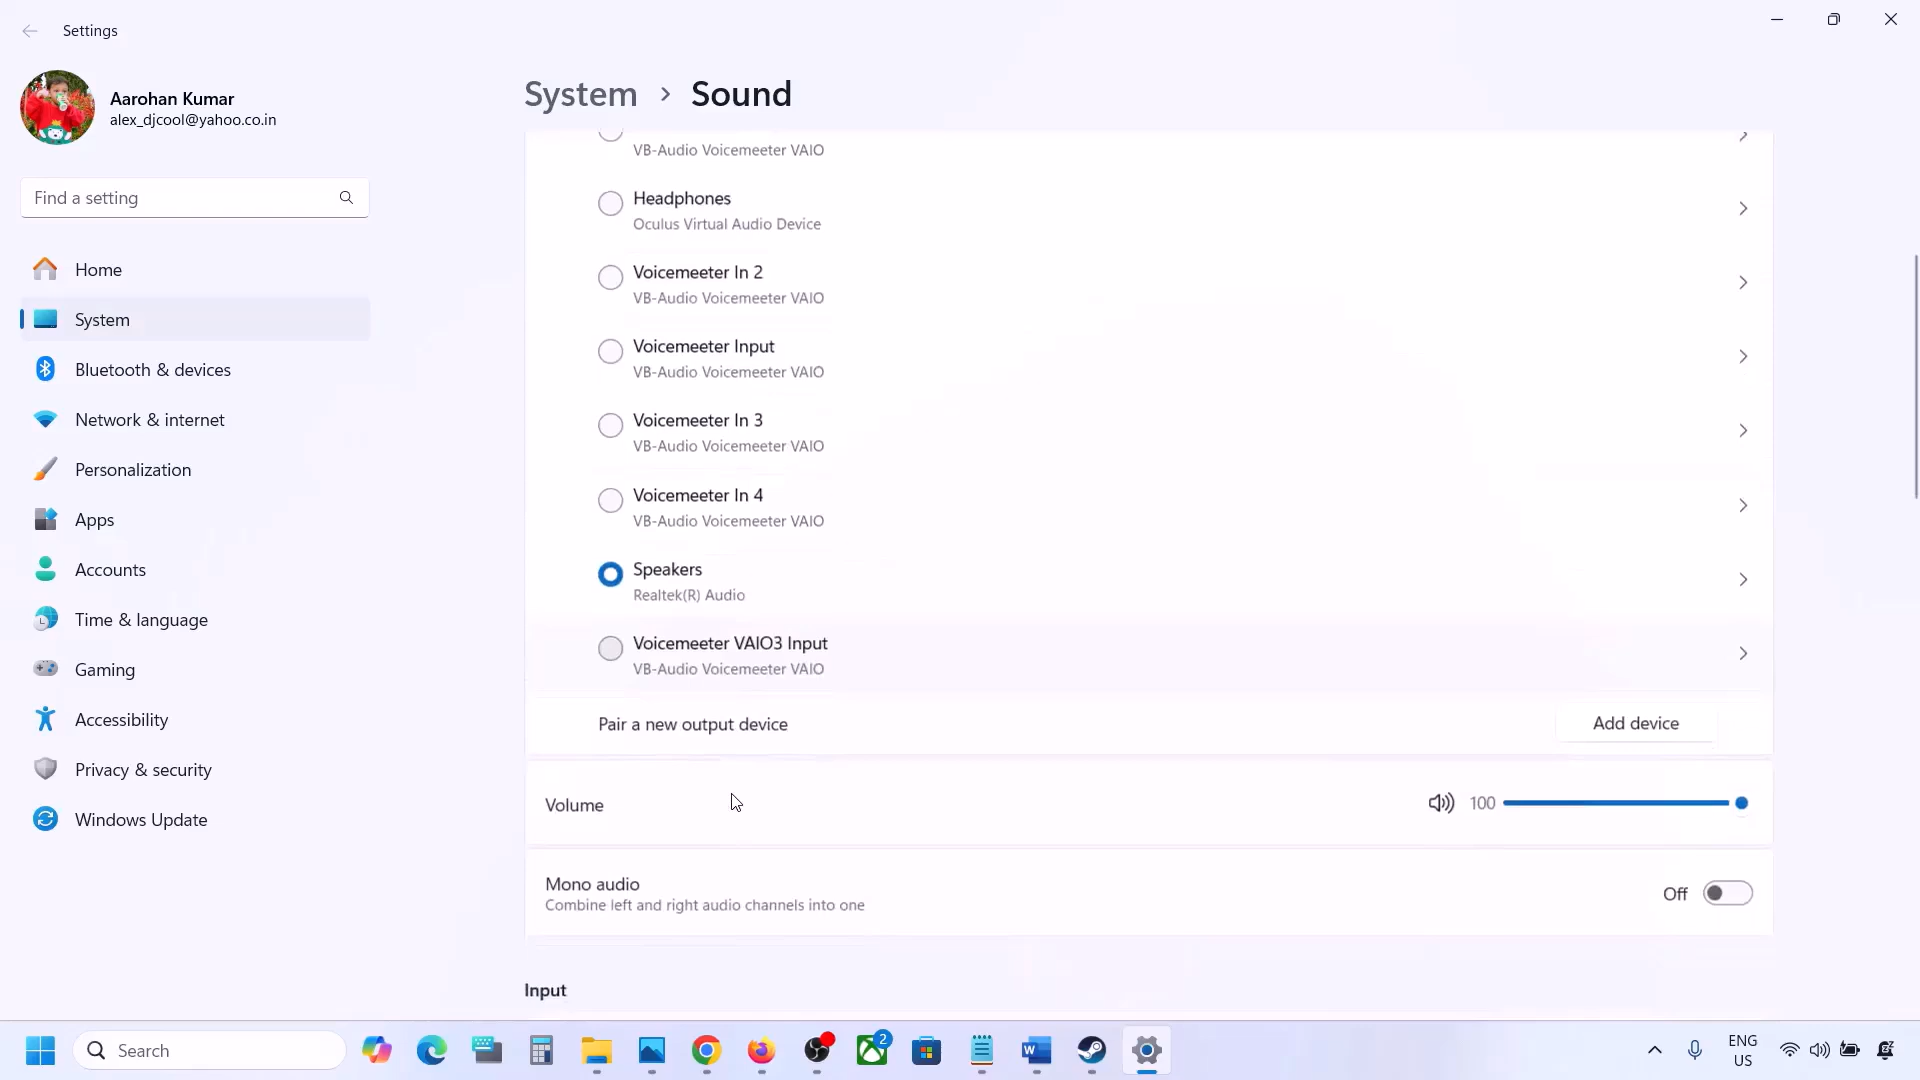 Settings
Aarohan Kumar
alex_djcool@yahoo.co.in
Find a setting
Home
System
Bluetooth & devices
Network & internet
Personalization
Apps
Accounts
Time & language
Gaming
Accessibility
Privacy & security
Windows Update
System > Sound
VB-Audio Voicemeeter VAIO
Headphones
Oculus Virtual Audio Device
Voicemeeter In 2
VB-Audio Voicemeeter VAIO
Voicemeeter Input
VB-Audio Voicemeeter VAIO
Voicemeeter In 3
VB-Audio Voicemeeter VAIO
Voicemeeter In 4
VB-Audio Voicemeeter VAIO
Speakers
Realtek(R) Audio
Voicemeeter VAIO3 Input
VB-Audio Voicemeeter VAIO
Pair a new output device
Add device
Volume
100
Mono audio
Combine left and right audio channels into one
Off
Input
Search
2
ENG
US